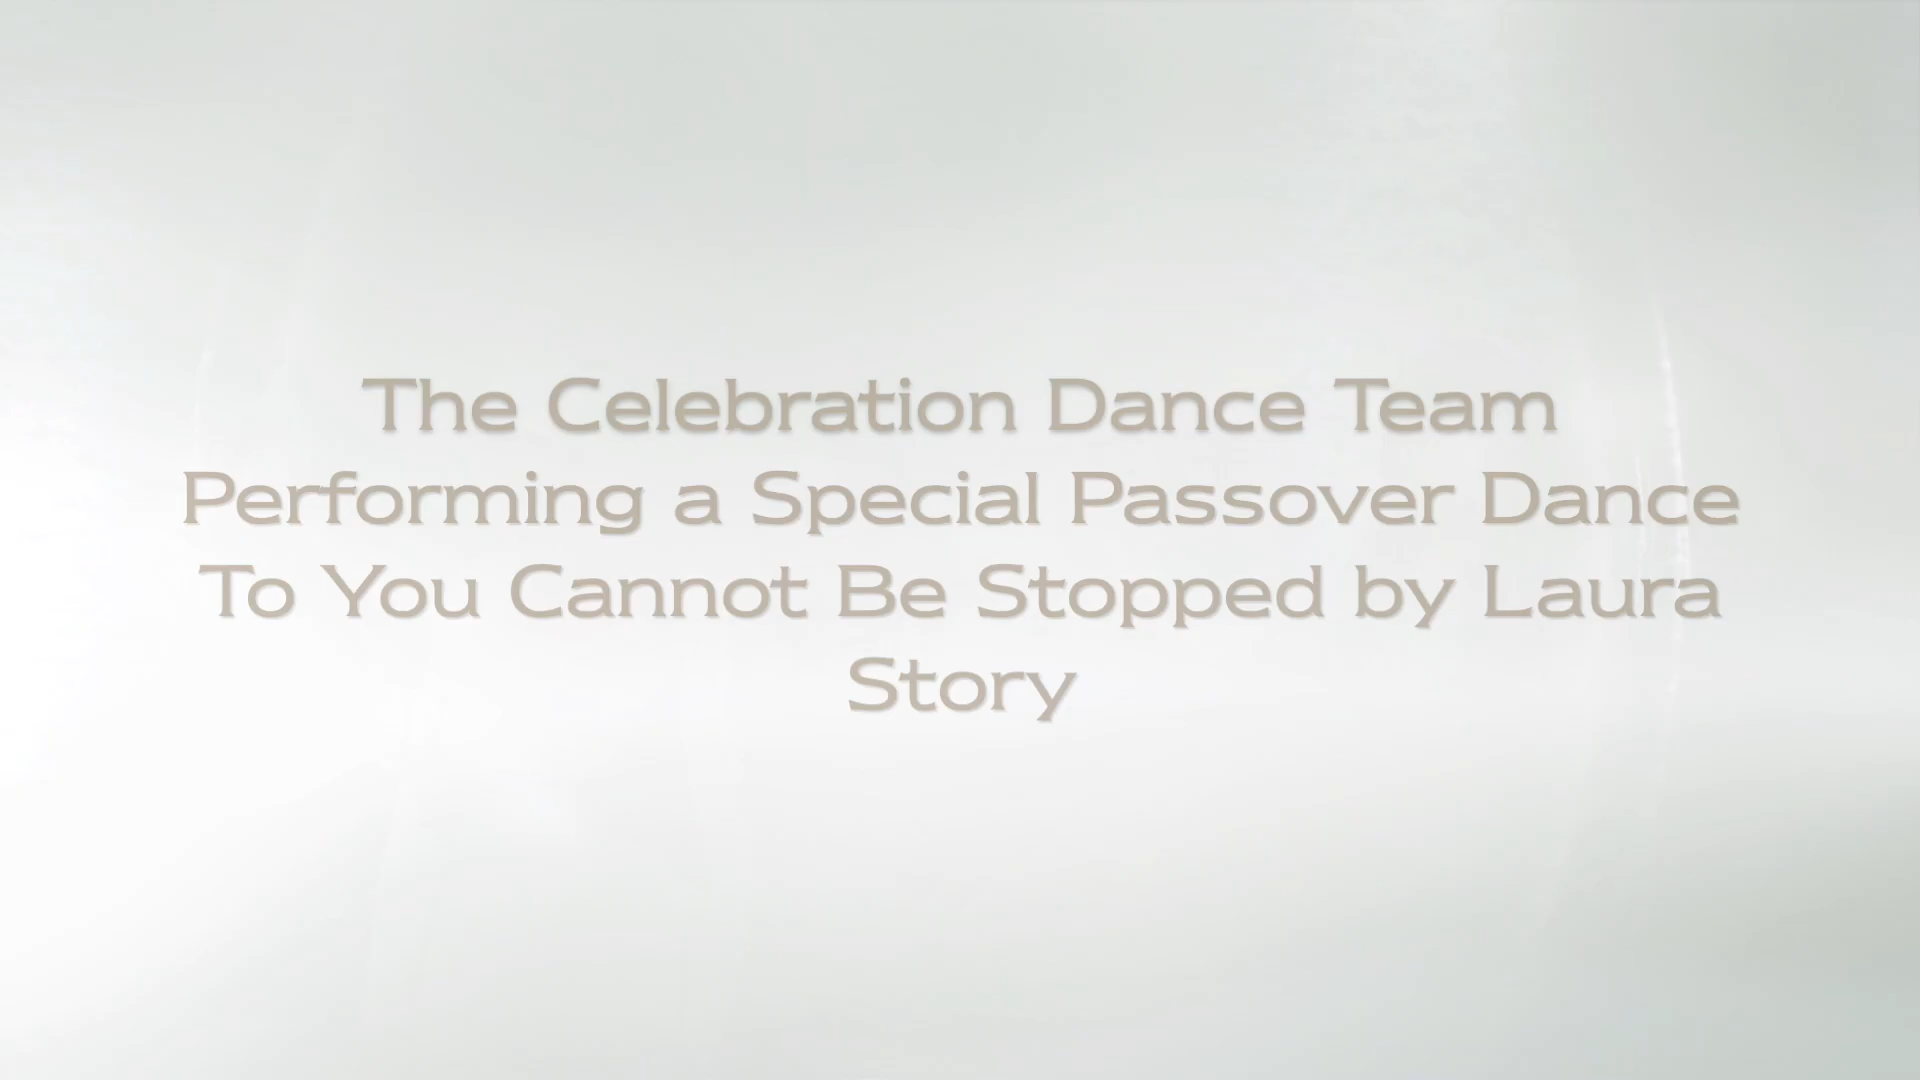 The Celebration Dance Team
Performing a Special Passover Dance
To You Cannot Be Stopped by Laura
Story